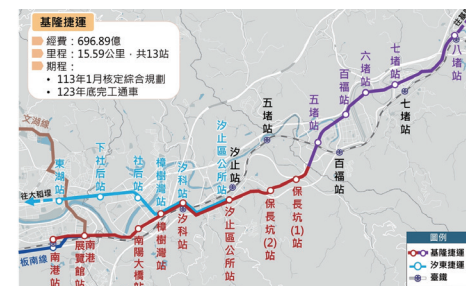 基隆捷運
經費：696.89億
里程：15.59公里，共13站
期程：
• 113年1月核定綜合規劃
• 123年底完工通車
文湖線
往大稻埕
東湖站
下社后站
社后站
樟樹灣站
汐科站
汐止區公所站
汐止站
五堵站
五堵站
百福站
六堵站
七堵站
八堵站
七堵站
百福站
保長坑(1)站
保長坑(2)站
汐止區公所站
汐科站
樟樹灣站
南陽大橋站
南港展覽館站
南港站
板南線
圖例
基隆捷運
汐東捷運
臺鐵